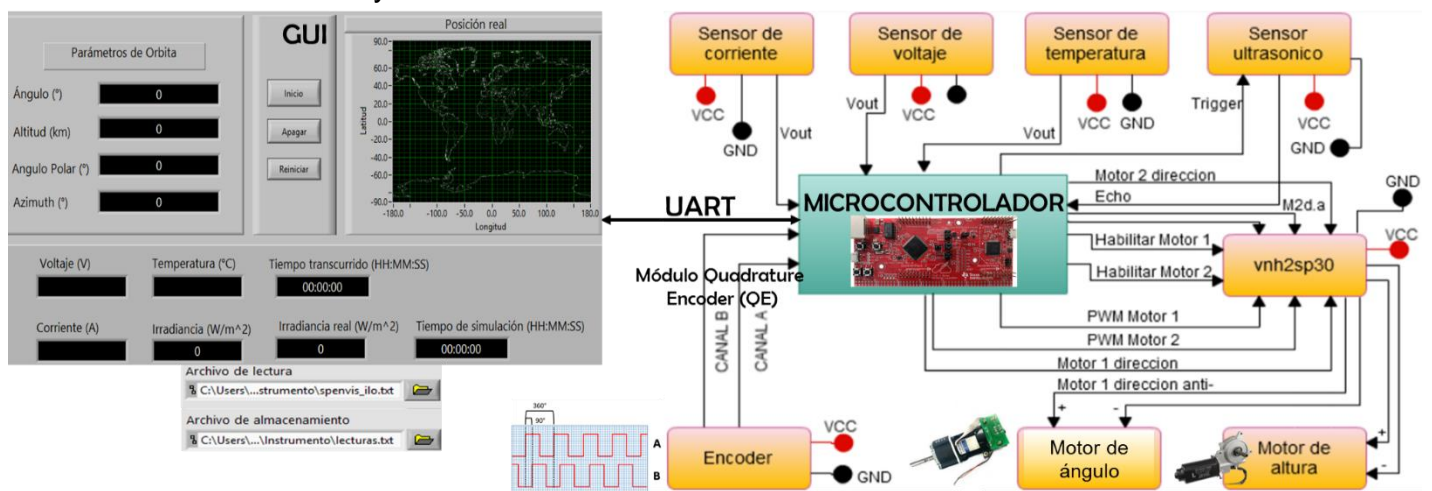 GUI
Parámetros de Orbita
Ángulo (°)
0
Altitud (km)
0
Angulo Polar (°)
0
Azimuth (°)
0
Inicio
Apagar
Reiniciar
Posición real
Latitud
90.0
60.0
40.0
20.0
0.0
-20.0
-40.0
-60.0
-90.0
-180.0
-100.0
-50.0
0.0
50.0
100.0
180.0
Longitud
Voltaje (V)
Temperatura (°C)
Tiempo transcurrido (HH:MM:SS)
00:00:00
Corriente (A)
Irradiancia (W/m^2)
0
Irradiancia real (W/m^2)
0
Tiempo de simulación (HH:MM:SS)
00:00:00
Archivo de lectura
C:\Users\...strumento\spenvis_ilo.txt
Archivo de almacenamiento
C:\Users\...\Instrumento\lecturas.txt
UART
Sensor de
corriente
VCC
GND
Vout
Sensor de
voltaje
Vout
VCC
Sensor de
temperatura
Vout
VCC
GND
Sensor
ultrasonico
Trigger
VCC
GND
MICROCONTROLADOR
Motor 2 direccion
Echo
M2d.a
Habilitar Motor 1
Habilitar Motor 2
PWM Motor 1
PWM Motor 2
Motor 1 direccion
Motor 1 direccion anti-
GND
VCC
vnh2sp30
Módulo Quadrature
Encoder (QE)
CANAL B
CANAL A
360°
90°
A
B
Encoder
VCC
GND
+
-
Motor de
ángulo
+
-
Motor de
altura